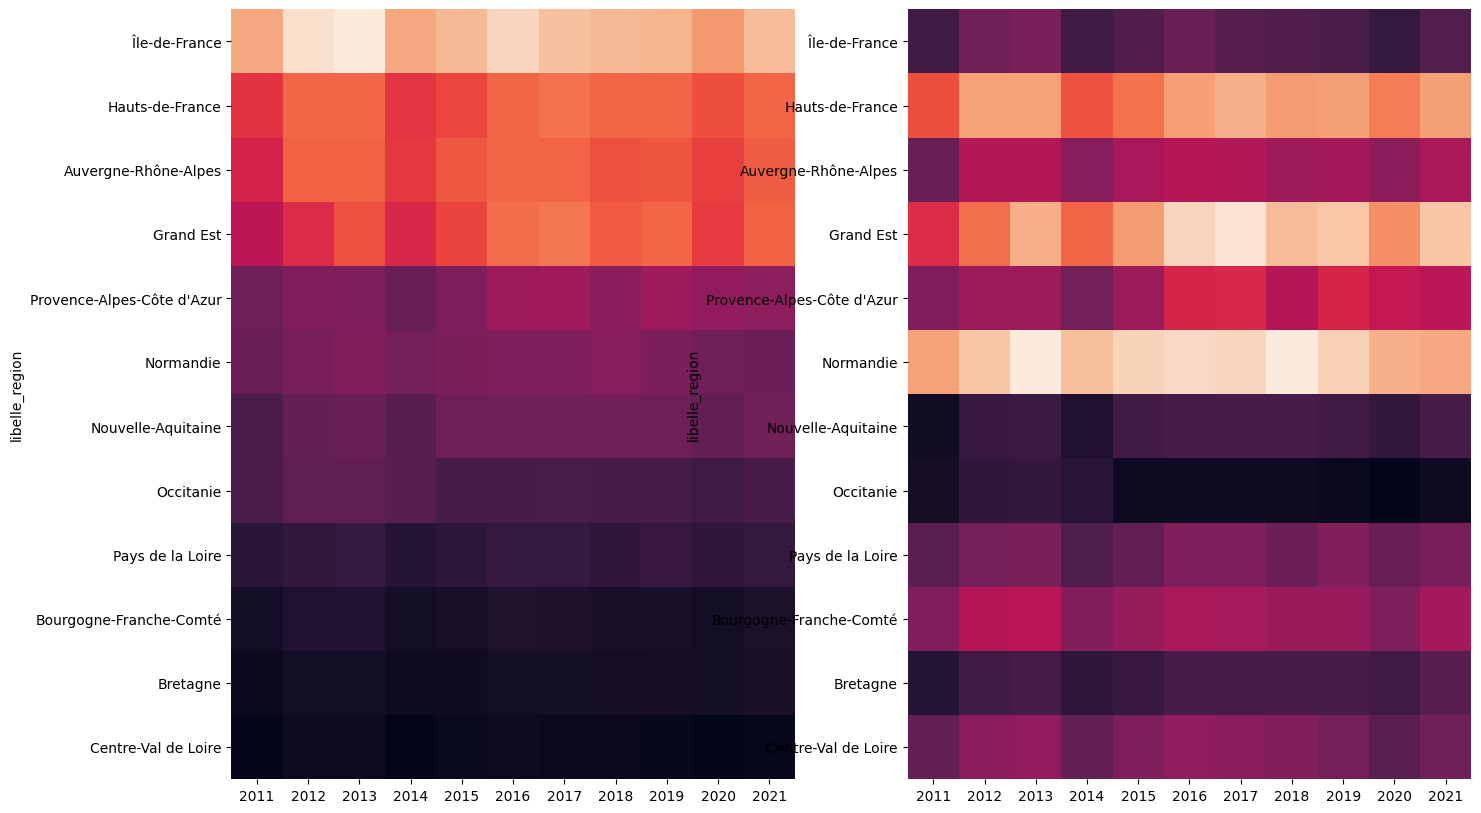 Île-de-France
Hauts-de-France
Auvergne-Rhône-Alpes
Grand Est
Provence-Alpes-Côte d'Azur
Normandie
Nouvelle-Aquitaine
Occitanie
Pays de la Loire
Bourgogne-Franche-Comté
Bretagne
Centre-Val de Loire
libelle_region
2011 2012 2013 2014 2015 2016 2017 2018 2019 2020 2021
Île-de-France
Hauts-de-France
Auvergne-Rhône-Alpes
Grand Est
Provence-Alpes-Côte d'Azur
Normandie
Nouvelle-Aquitaine
Occitanie
Pays de la Loire
Bourgogne-Franche-Comté
Bretagne
Centre-Val de Loire
libelle_region
2011 2012 2013 2014 2015 2016 2017 2018 2019 2020 2021